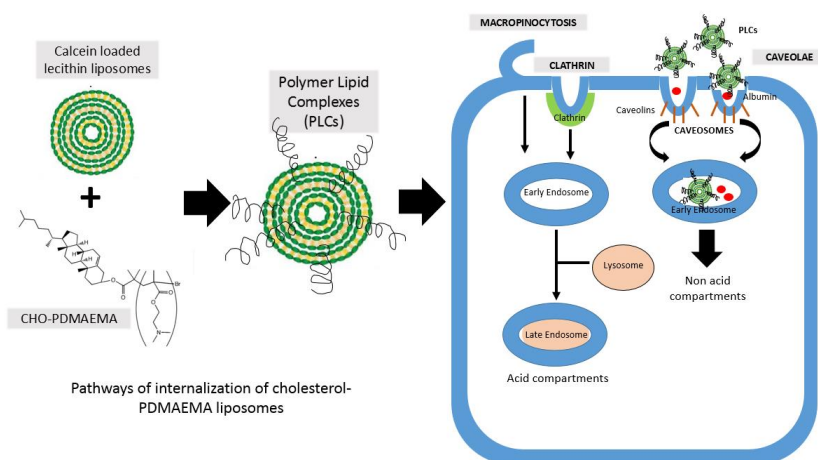 Calcein loaded
lecithin liposomes
+
CHO-PDMAEMA
H
H
H
O
O
Br
O
O
N
Polymer Lipid
Complexes
(PLCs)
Pathways of internalization of cholesterol-
PDMAEMA liposomes
MACROPINOCYTOSIS
CLATHRIN
PLCs
CAVEOLAE
Clathrin
Caveolins
Albumin
CAVEOSOMES
Early Endosome
Early Endosome
Lysosome
Non acid
compartments
Late Endosome
Acid compartments